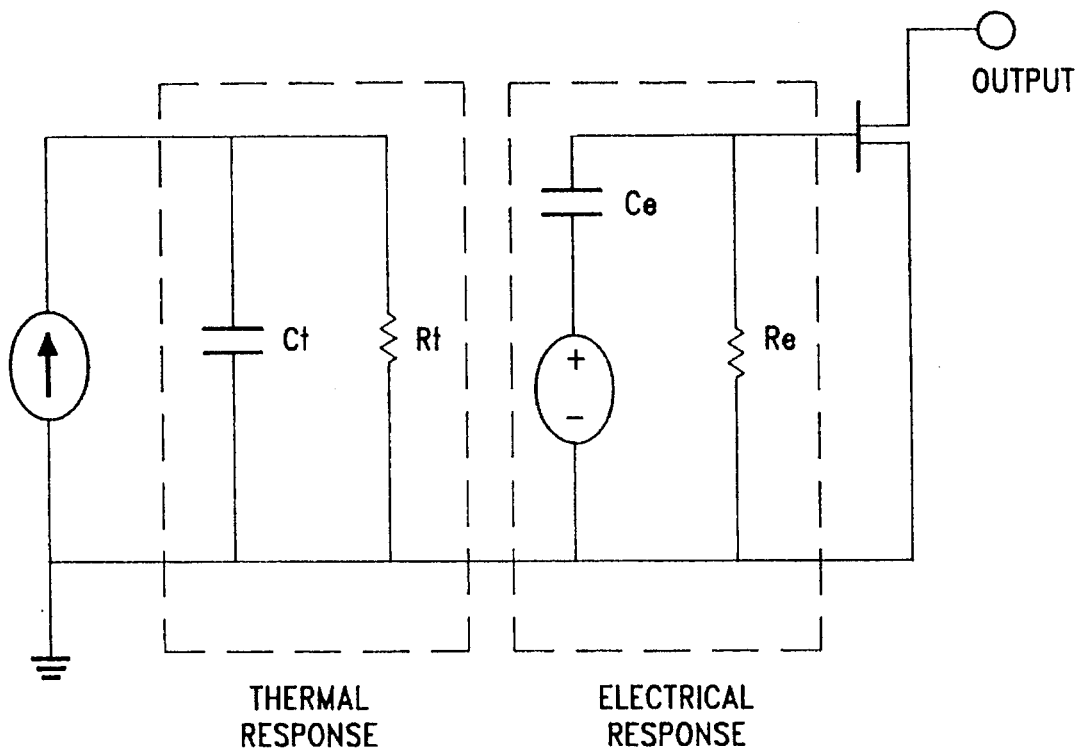 OUTPUT
Ce
Ct
Rt
Re
+
−
THERMAL
RESPONSE
ELECTRICAL
RESPONSE